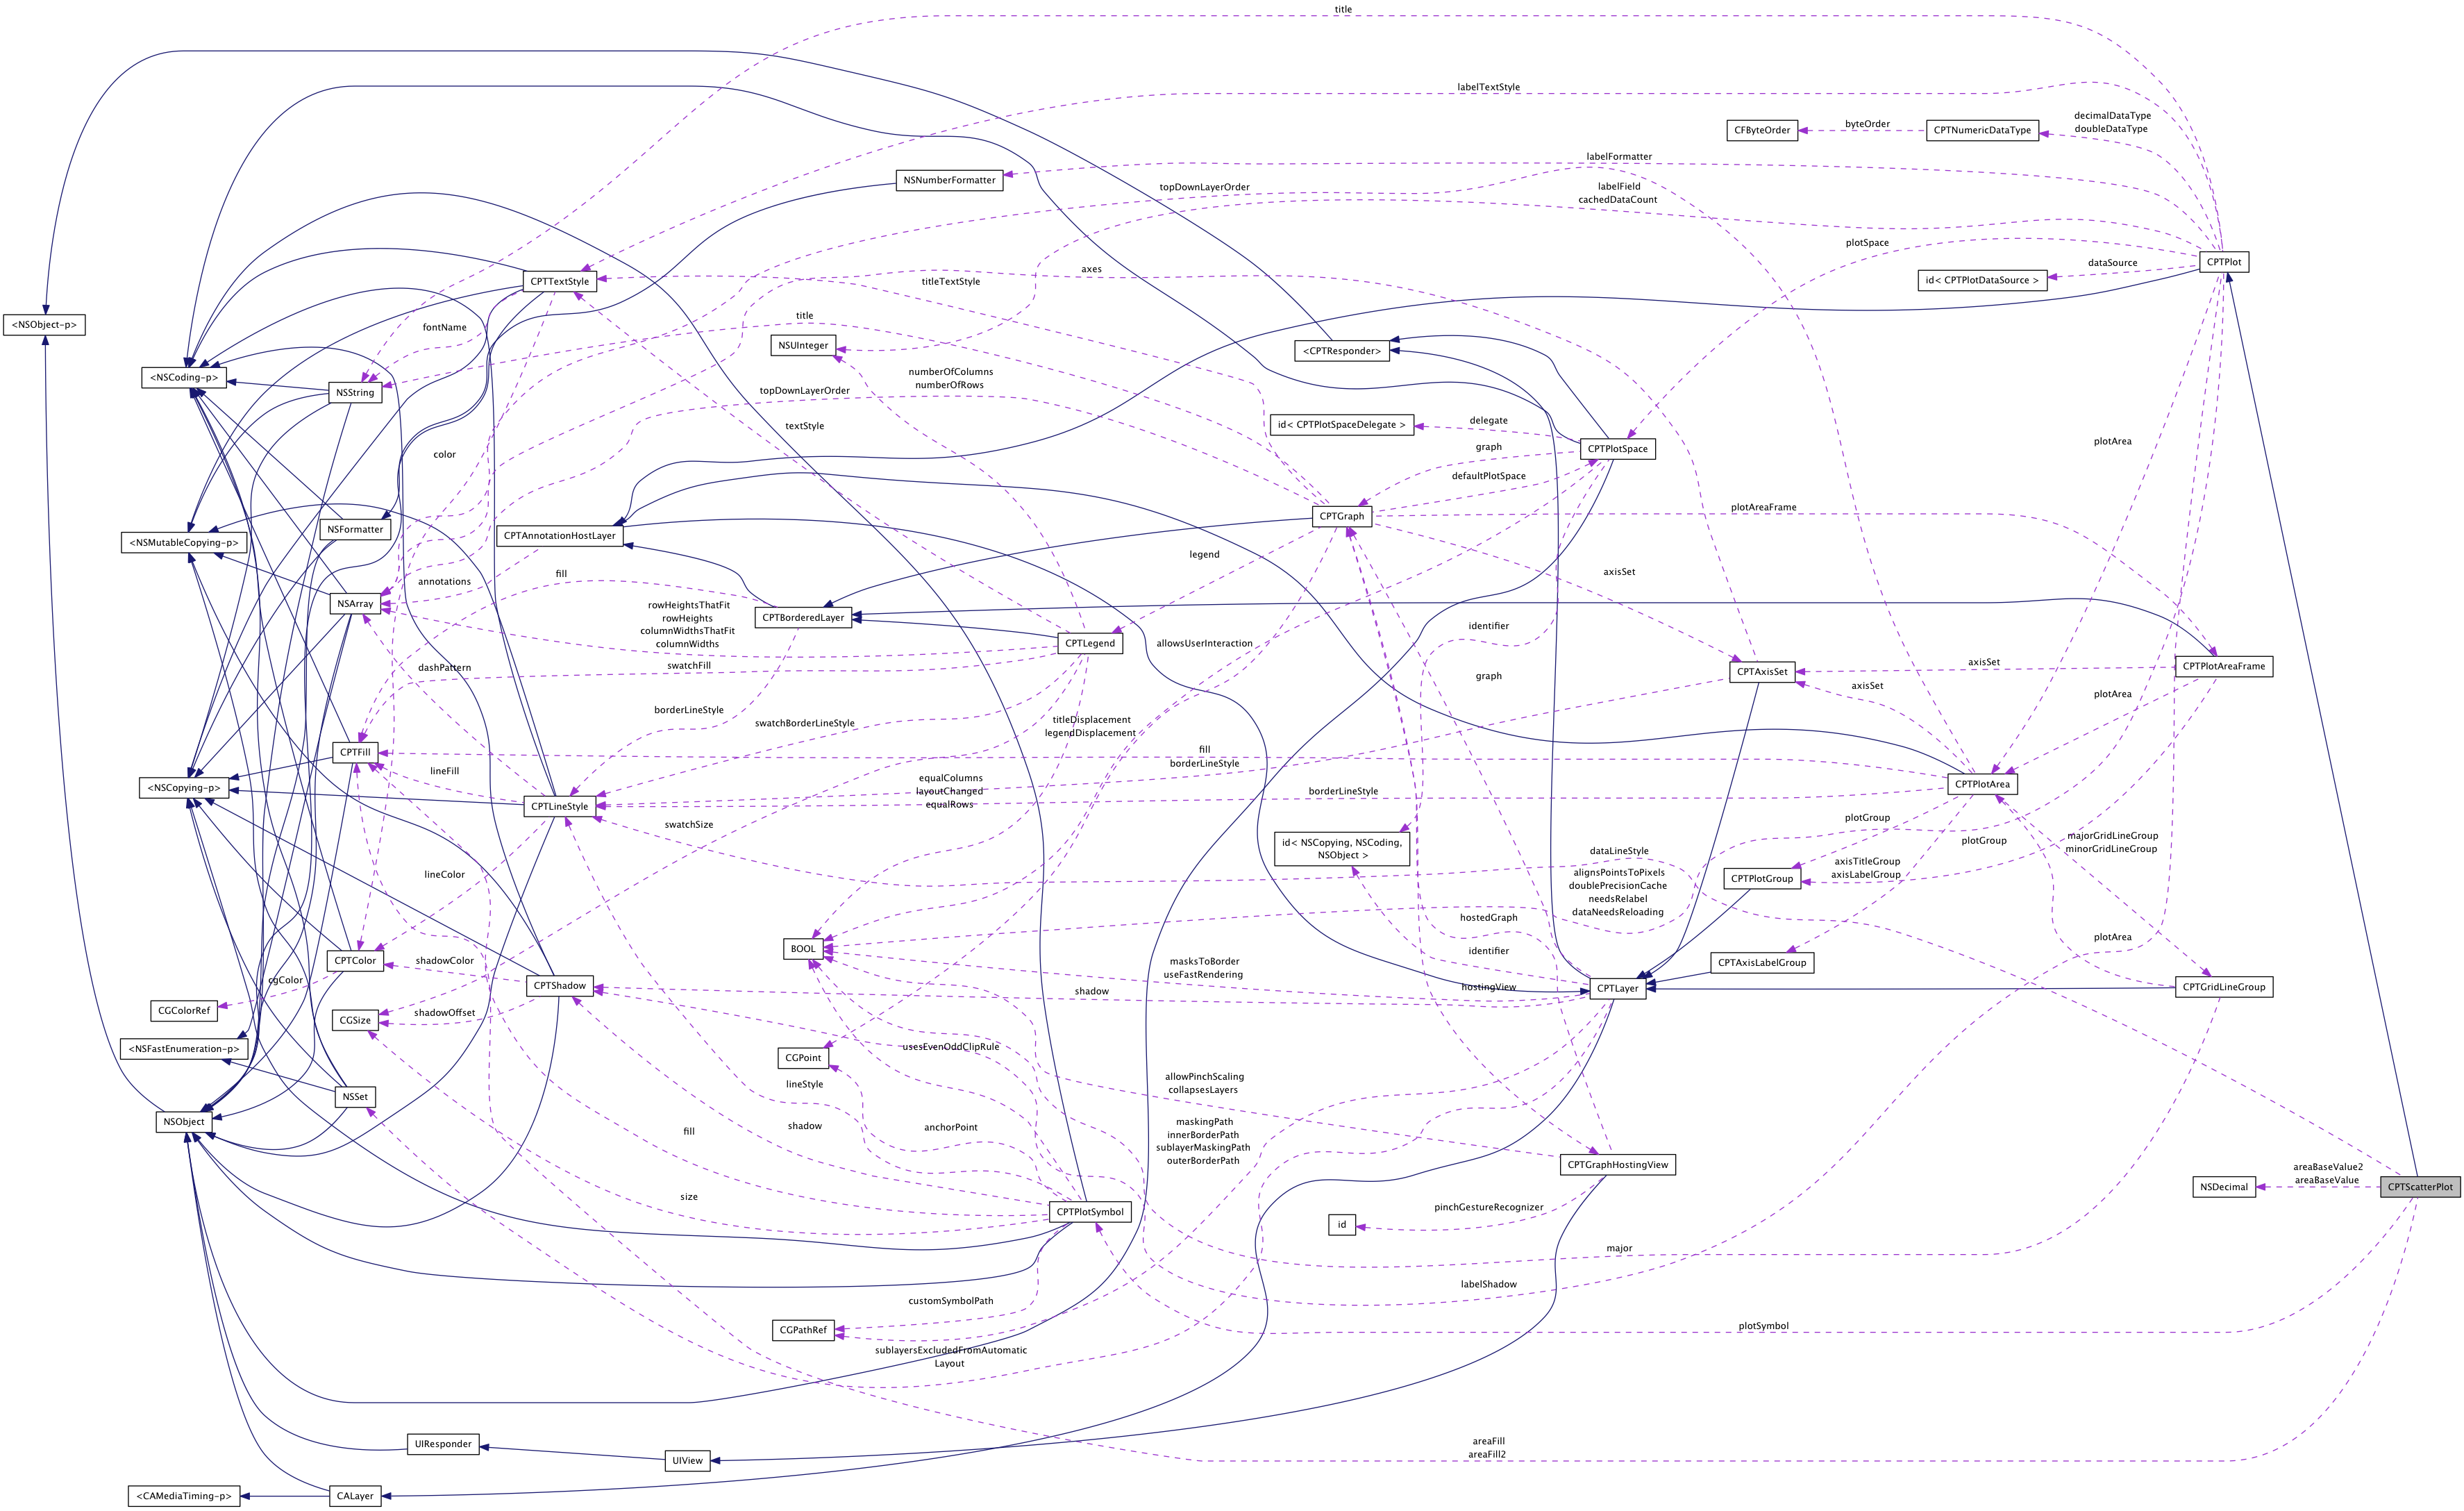 title
labelTextStyle
decimalDataType
doubleDataType
CFByteOrder
byteOrder
CPTNumericDataType
labelFormatter
NSNumberFormatter
topDownLayerOrder
labelField
cachedDataCount
plotSpace
CPTPlot
dataSource
axes
CPTTextStyle
titleTextStyle
id< CPTPlotDataSource >
title
<NSObject-p>
fontName
NSUInteger
<CPTResponder>
numberOfColumns
numberOfRows
<NSCoding-p>
NSString
topDownLayerOrder
id< CPTPlotSpaceDelegate >
delegate
textStyle
plotArea
graph
CPTPlotSpace
color
defaultPlotSpace
plotAreaFrame
CPTGraph
NSFormatter
CPTAnnotationHostLayer
<NSMutableCopying-p>
legend
axisSet
annotations
fill
NSArray
rowHeightsThatFit
rowHeights
columnWidthsThatFit
columnWidths
CPTBorderedLayer
identifier
allowsUserInteraction
CPTLegend
axisSet
CPTPlotAreaFrame
dashPattern
swatchFill
CPTAxisSet
graph
axisSet
plotArea
borderLineStyle
swatchBorderLineStyle
titleDisplacement
legendDisplacement
CPTFill
fill
borderLineStyle
lineFill
<NSCopying-p>
equalColumns
layoutChanged
equalRows
CPTPlotArea
borderLineStyle
CPTLineStyle
swatchSize
plotGroup
majorGridLineGroup
minorGridLineGroup
plotGroup
id< NSCopying, NSCoding,
NSObject >
dataLineStyle
axisTitleGroup
axisLabelGroup
lineColor
alignsPointsToPixels
doublePrecisionCache
needsRelabel
dataNeedsReloading
CPTPlotGroup
hostedGraph
plotArea
BOOL
identifier
CPTColor
shadowColor
masksToBorder
useFastRendering
CPTAxisLabelGroup
cgColor
CPTShadow
hostingView
shadow
CPTLayer
CPTGridLineGroup
CGColorRef
CGSize
shadowOffset
<NSFastEnumeration-p>
CGPoint
usesEvenOddClipRule
allowPinchScaling
collapsesLayers
NSSet
lineStyle
NSObject
shadow
anchorPoint
fill
maskingPath
innerBorderPath
sublayerMaskingPath
outerBorderPath
CPTGraphHostingView
areaBaseValue2
areaBaseValue
NSDecimal
CPTScatterPlot
size
CPTPlotSymbol
pinchGestureRecognizer
id
major
labelShadow
customSymbolPath
CGPathRef
plotSymbol
sublayersExcludedFromAutomatic
Layout
UIResponder
UIView
areaFill
areaFill2
<CAMediaTiming-p>
CALayer